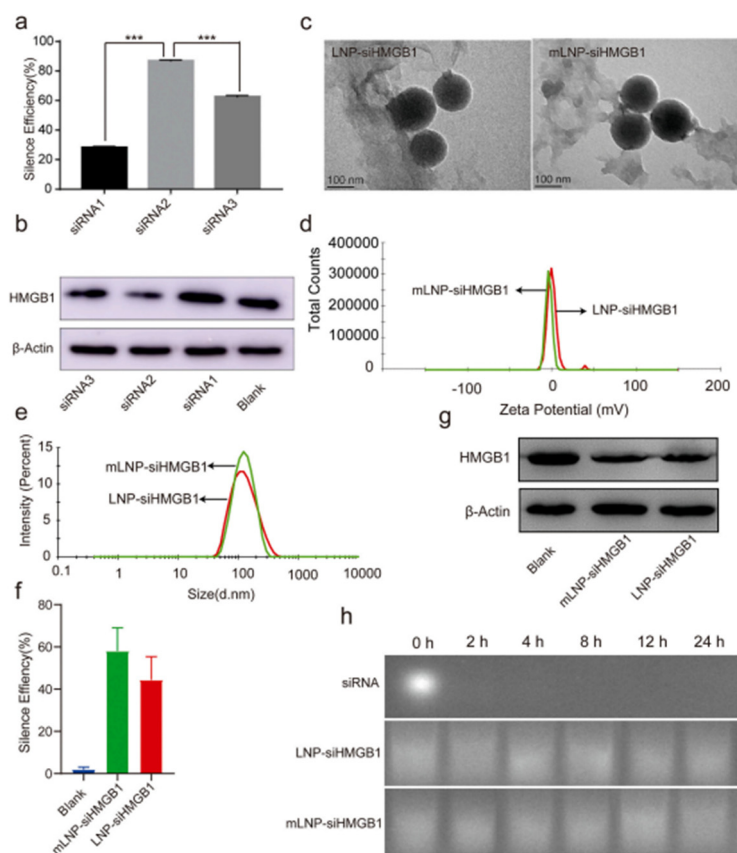 a
Silence Efficiency(%)
100
80
60
40
20
0
***
***
siRNA1
siRNA2
siRNA3
b
HMGB1
β-Actin
siRNA3
siRNA2
siRNA1
Blank
c
LNP-siHMGB1
100 nm
mLNP-siHMGB1
100 nm
d
Total Counts
400000
300000
200000
100000
0
mLNP-siHMGB1
LNP-siHMGB1
-100
0
100
200
Zeta Potential (mV)
e
Intensity (Percent)
15
10
5
0
mLNP-siHMGB1
LNP-siHMGB1
0.1
1
10
100
1000
10000
Size(d.nm)
f
Silence Effiency(%)
80
60
40
20
0
Blank
mLNP-siHMGB1
LNP-siHMGB1
g
HMGB1
β-Actin
Blank
mLNP-siHMGB1
LNP-siHMGB1
h
0 h 2 h 4 h 8 h 12 h 24 h
siRNA
LNP-siHMGB1
mLNP-siHMGB1